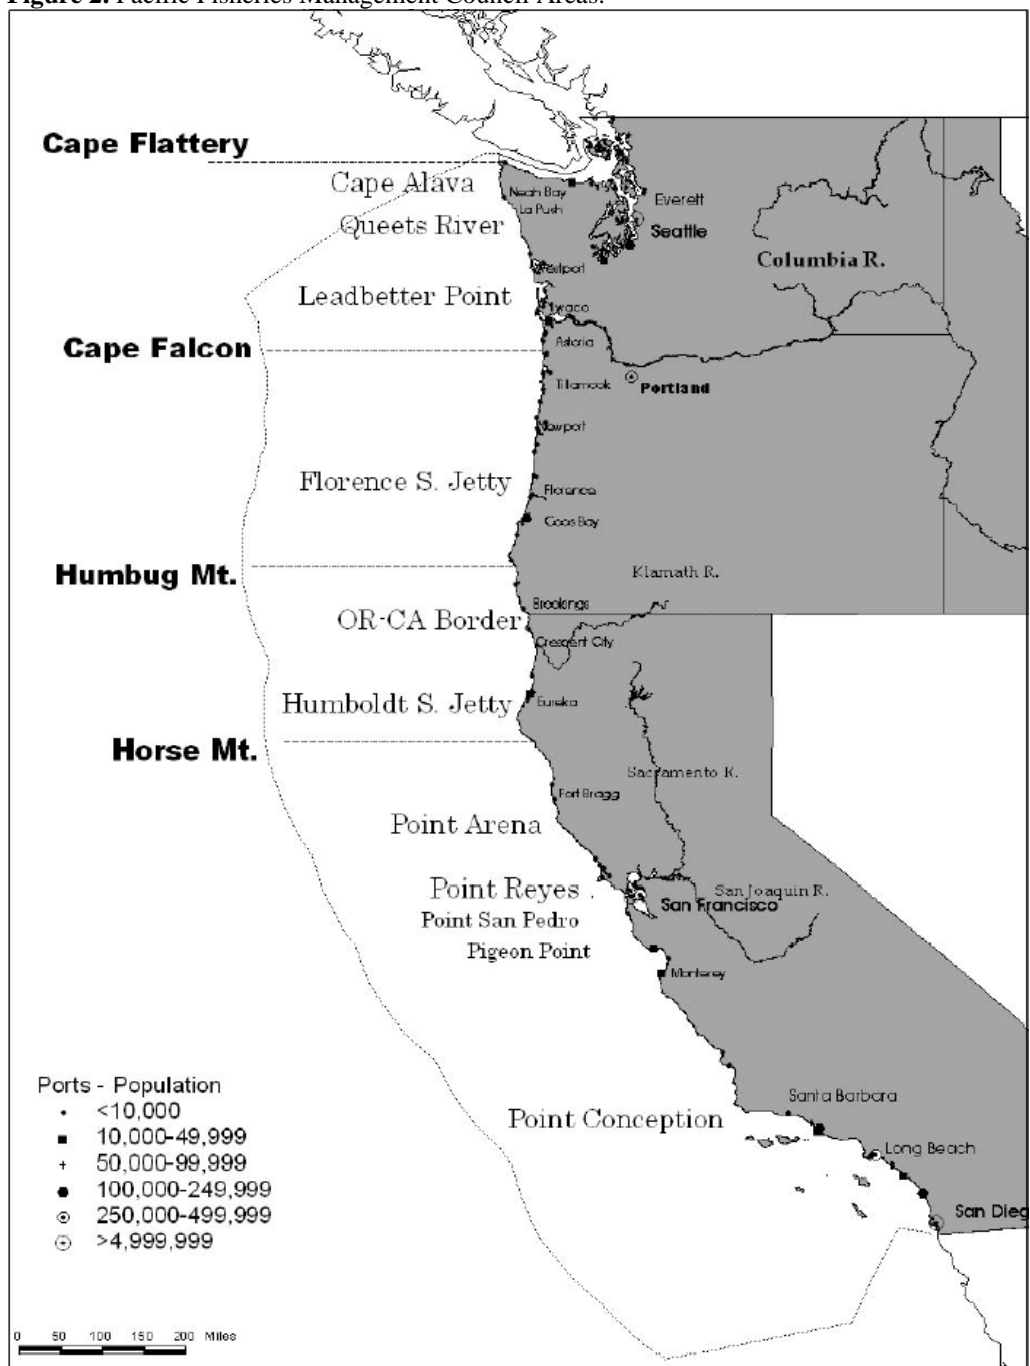 Figure 2. Pacific Fisheries Management Council Areas.
Cape Flattery
Cape Alava
Neah Bay
La Push
Everett
Queets River
Seattle
Westport
Columbia R.
Leadbetter Point
Ilwaco
Cape Falcon
Astoria
Tillamook
Portland
Newport
Florence S. Jetty
Florence
Coos Bay
Humbug Mt.
Klamath R.
Brookings
OR-CA Border
Crescent City
Humboldt S. Jetty
Eureka
Horse Mt.
Sacramento R.
Fort Bragg
Point Arena
Point Reyes
San Joaquin R.
San Francisco
Point San Pedro
Pigeon Point
Monterey
Ports - Population
<10,000
10,000-49,999
50,000-99,999
100,000-249,999
250,000-499,999
>4,999,999
Santa Barbara
Point Conception
Long Beach
San Dieg
0 50 100 150 200 Miles